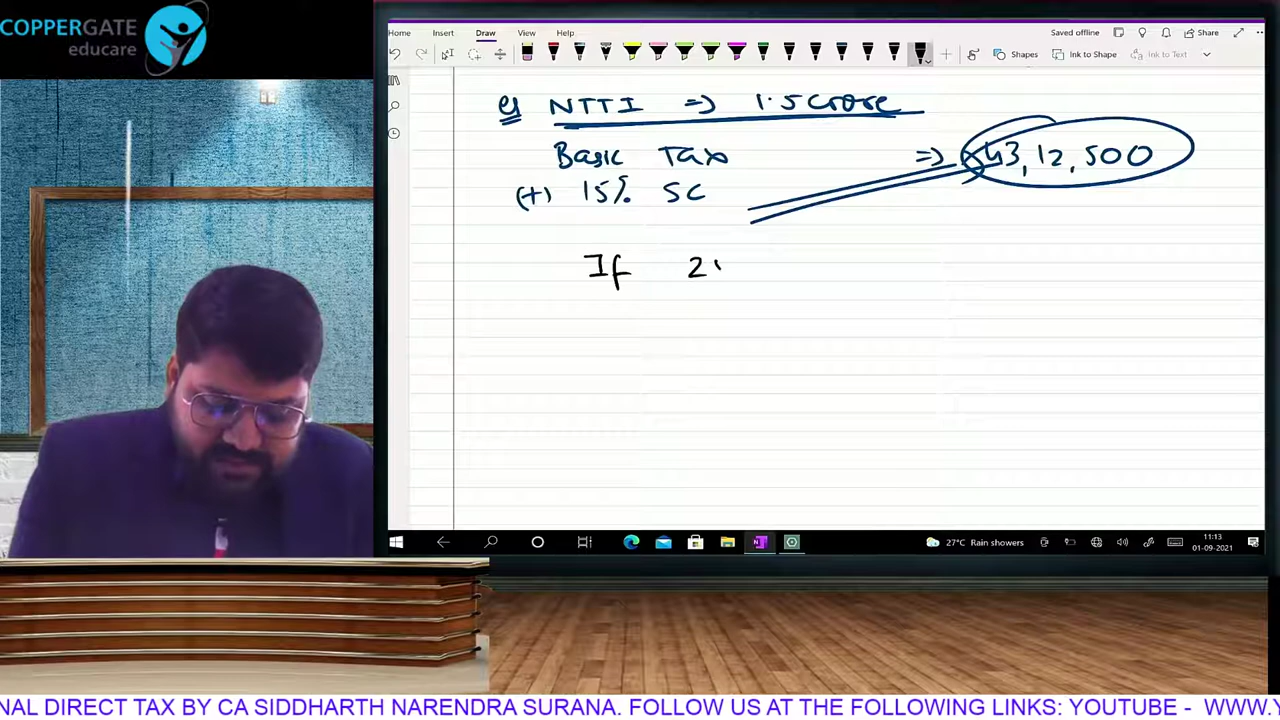 COPPERGATE
educare
Home Insert Draw View Help
Saved offline
Share
Shapes
Ink to Shape
Ink to Text
eg NTTI => 1.5 crore
Basic Tax => 43,12,500
(+) 15% SC
If 2
27°C Rain showers
11:13
01-09-2021
NAL DIRECT TAX BY CA SIDDHARTH NARENDRA SURANA. FOLLOW US AT THE FOLLOWING LINKS: YOUTUBE - WWW.